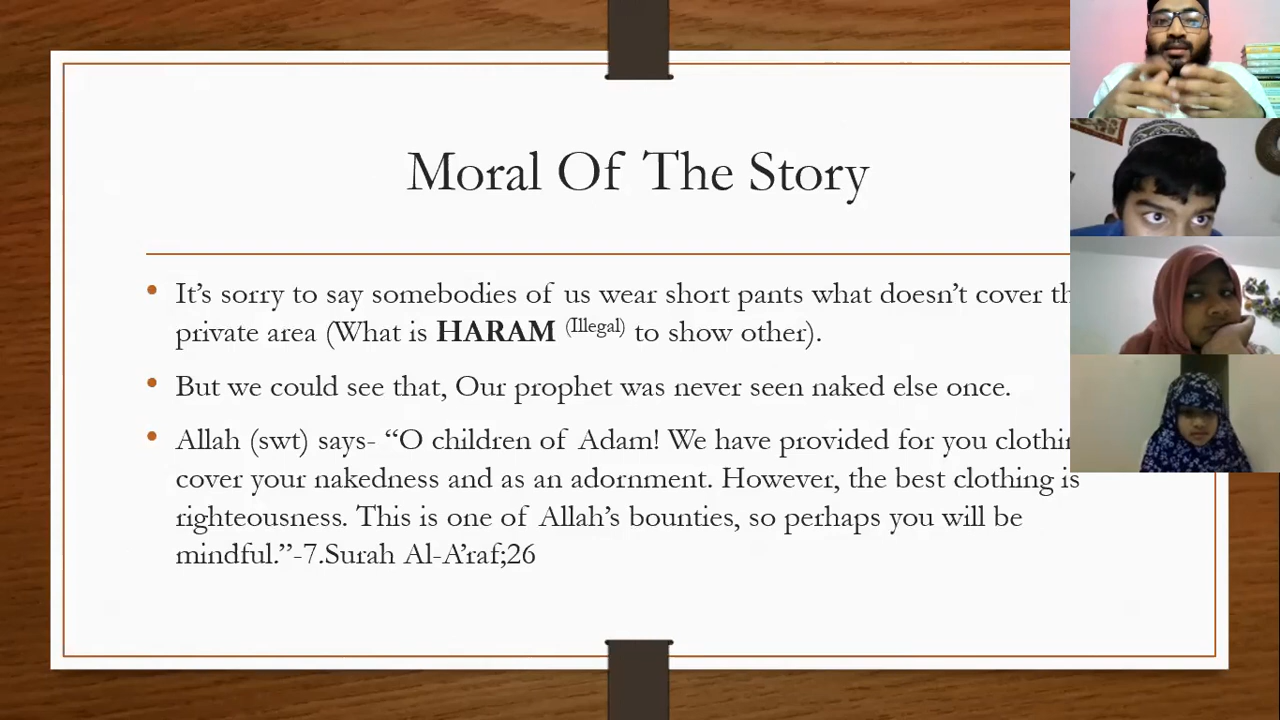 Moral Of The Story
• It’s sorry to say somebodies of us wear short pants what doesn’t cover
private area (What is HARAM (Illegal) to show other).
• But we could see that, Our prophet was never seen naked else once.
• Allah (swt) says- “O children of Adam! We have provided for you
cover your nakedness and as an adornment. However, the best clothing is
righteousness. This is one of Allah’s bounties, so perhaps you will be
mindful.”-7.Surah Al-A’raf;26